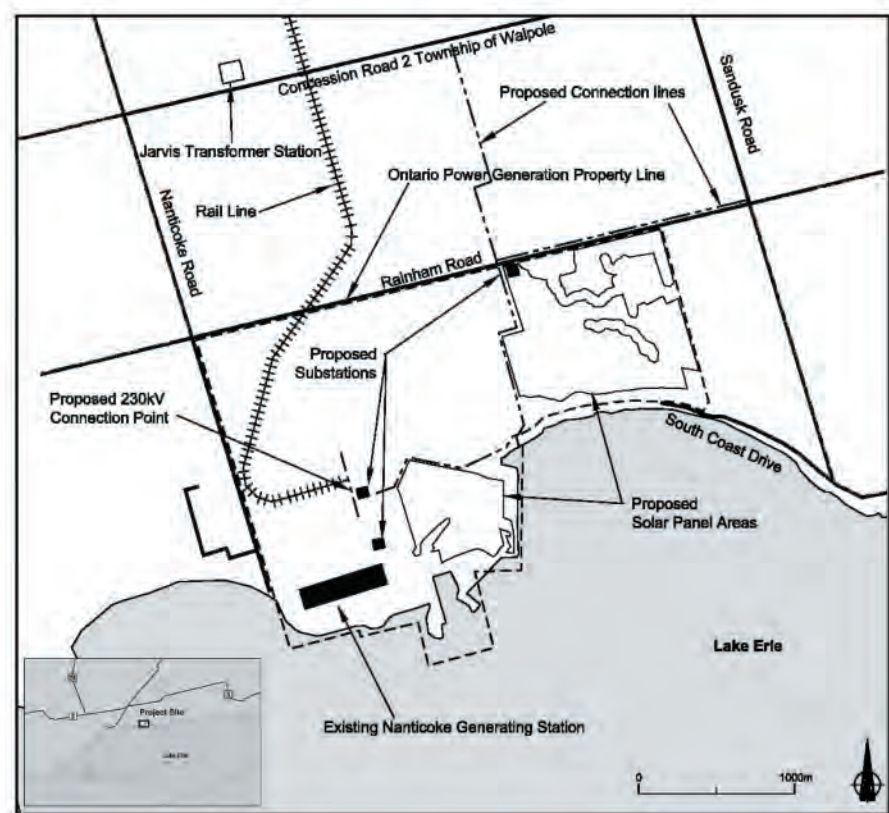 Concession Road 2 Township of Walpole
Sandusk Road
Proposed Connection lines
Jarvis Transformer Station
Ontario Power Generation Property Line
Nanticoke Road
Rail Line
Rainham Road
Proposed
Substations
Proposed 230kV
Connection Point
South Coast Drive
Proposed
Solar Panel Areas
Lake Erie
Project Site
Existing Nanticoke Generating Station
0
1000m